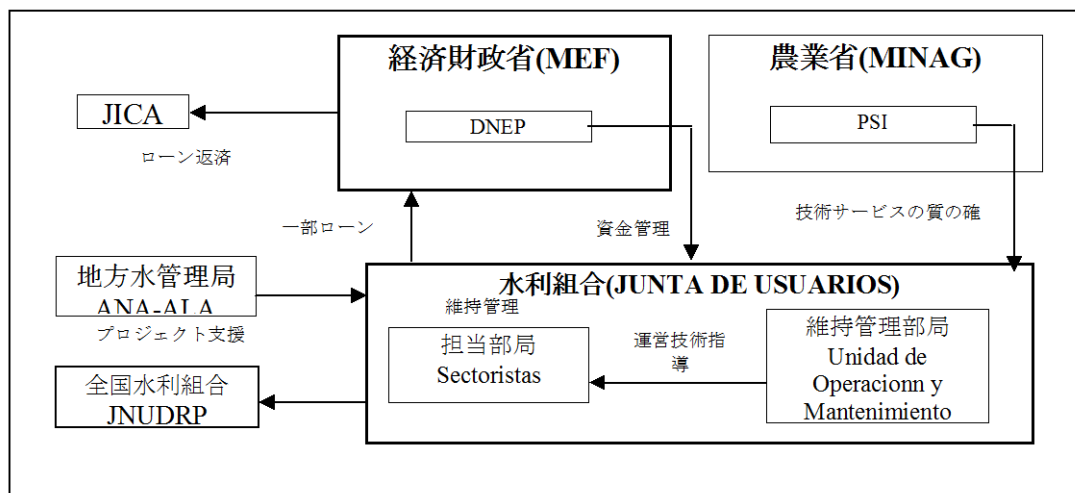 経済財政省(MEF)
農業省(MINAG)
JICA
DNEP
PSI
ローン返済
一部ローン
資金管理
技術サービスの質の確
地方水管理局
ANA-ALA
プロジェクト支援
水利組合(JUNTA DE USUARIOS)
維持管理
担当部局
Sectoristas
運営技術指
導
維持管理部局
Unidad de
Operacionn y
Mantenimiento
全国水利組合
JNUDRP